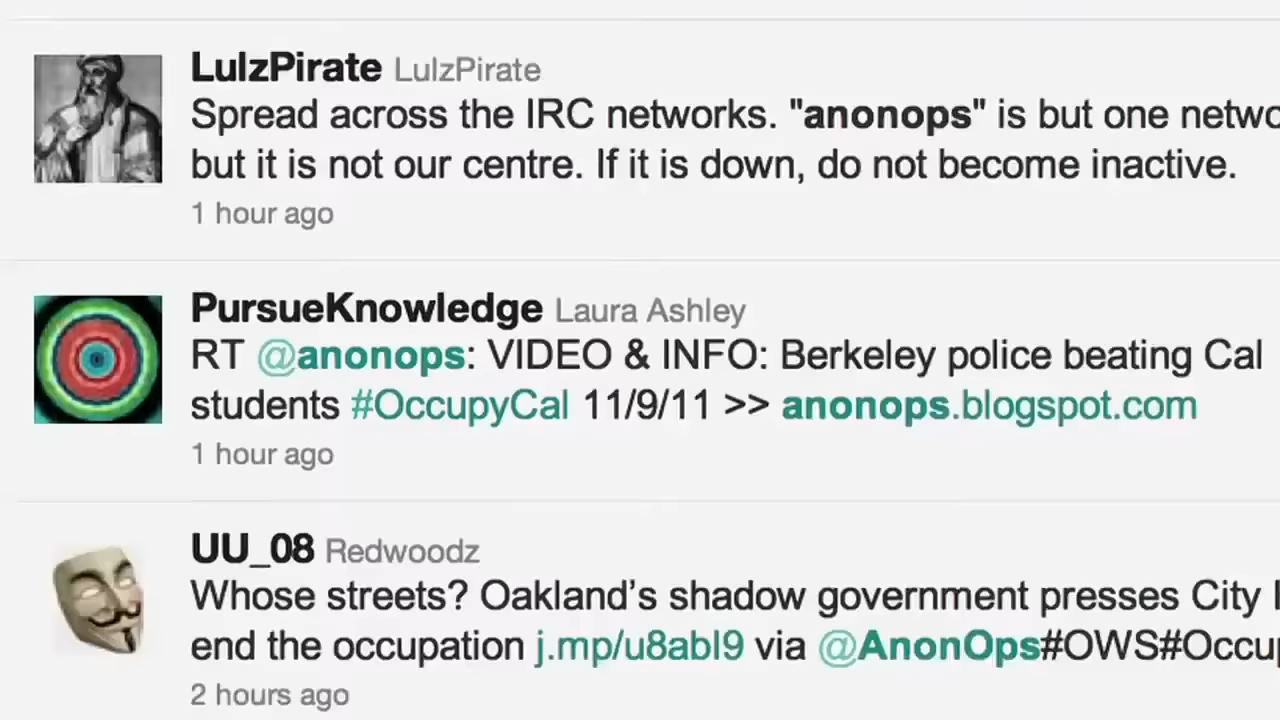 LulzPirate LulzPirate
Spread across the IRC networks. "anonops" is but one netwo
but it is not our centre. If it is down, do not become inactive.
1 hour ago
PursueKnowledge Laura Ashley
RT @anonops: VIDEO & INFO: Berkeley police beating Cal
students #OccupyCal 11/9/11 >> anonops.blogspot.com
1 hour ago
UU_08 Redwoodz
Whose streets? Oakland’s shadow government presses City
end the occupation j.mp/u8abl9 via @AnonOps#OWS#Occup
2 hours ago